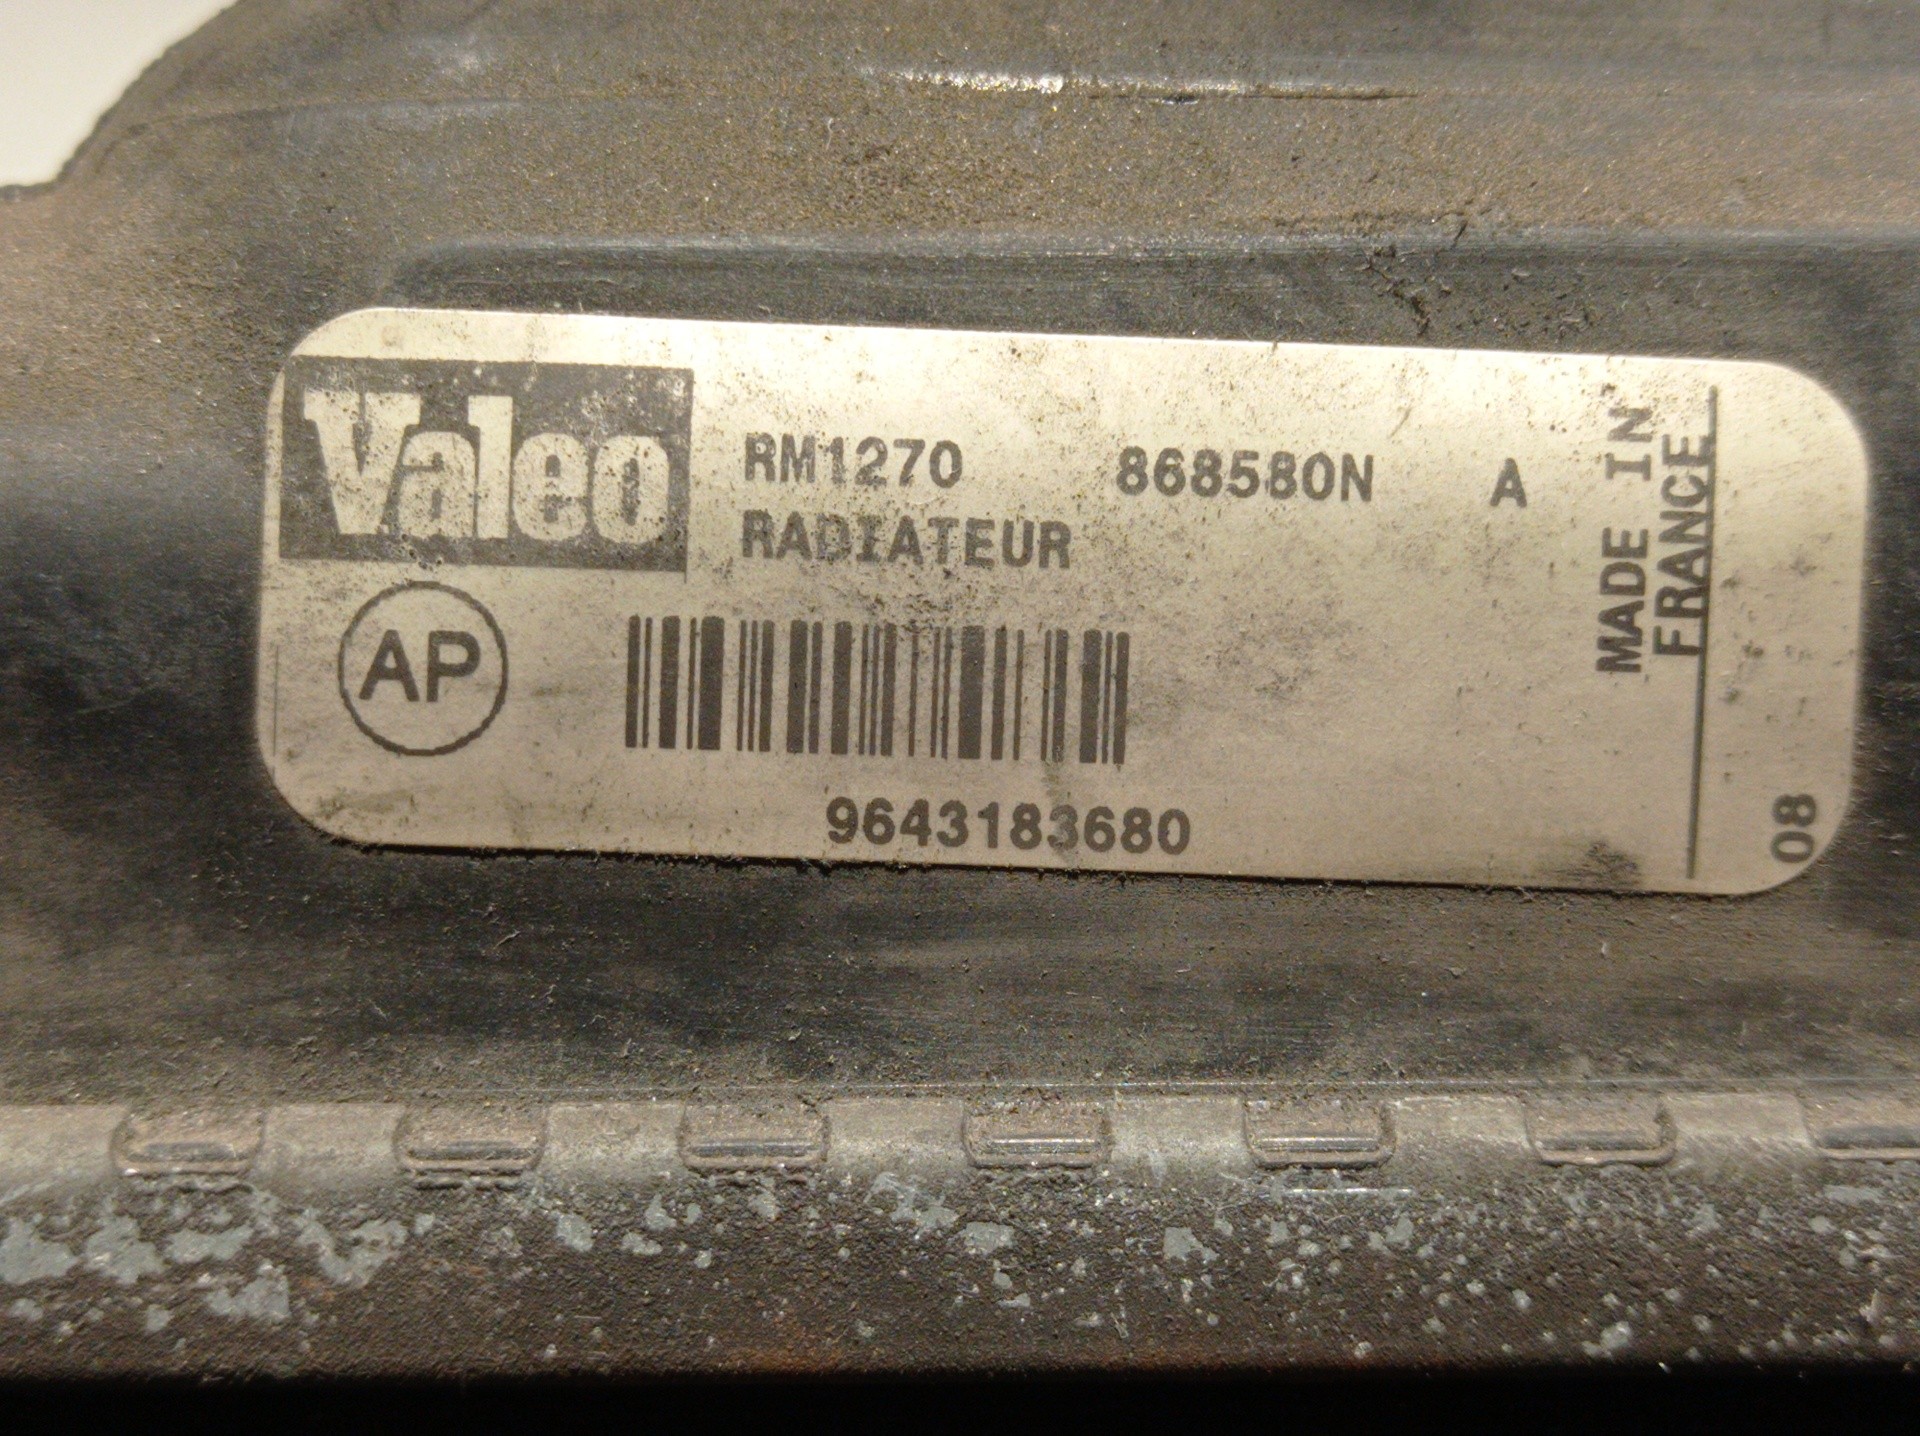 Valeo
RM1270 868580N A
RADIATEUR
AP
9643183680
MADE IN
FRANCE
08